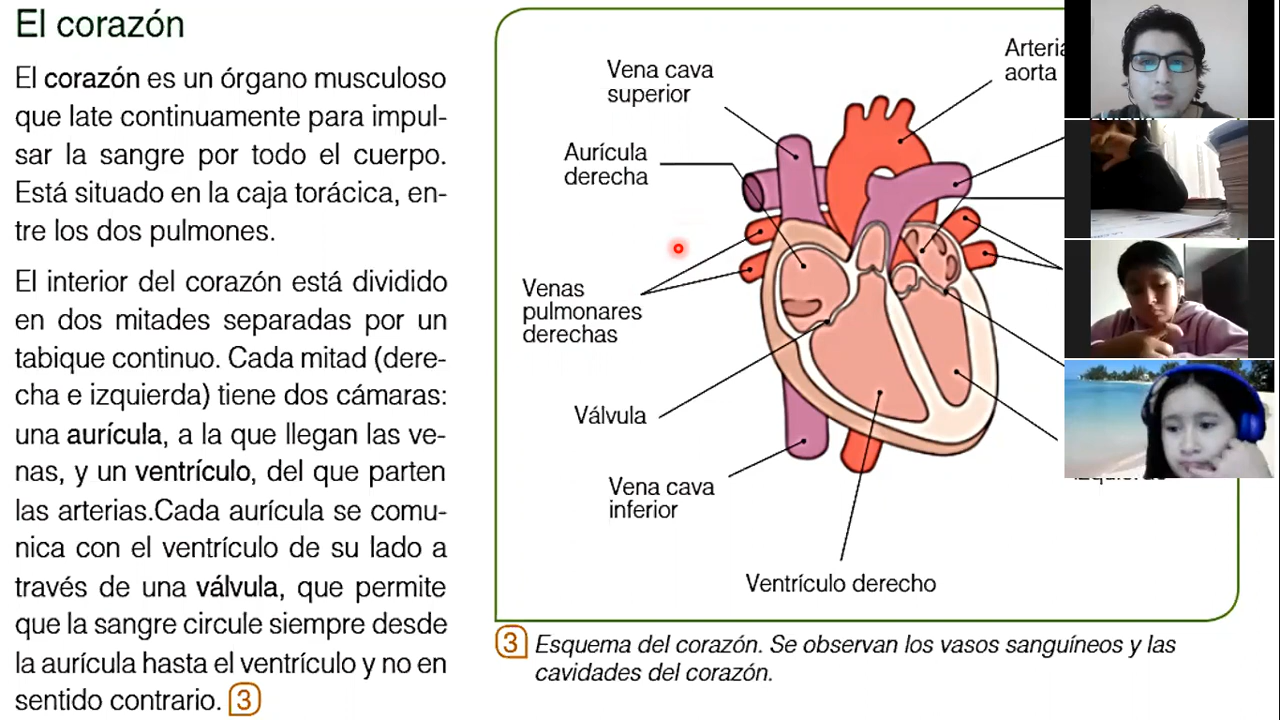 El corazón
El corazón es un órgano musculoso
que late continuamente para impul-
sar la sangre por todo el cuerpo.
Está situado en la caja torácica, en-
tre los dos pulmones.
El interior del corazón está dividido
en dos mitades separadas por un
tabique continuo. Cada mitad (dere-
cha e izquierda) tiene dos cámaras:
una aurícula, a la que llegan las ve-
nas, y un ventrículo, del que parten
las arterias.Cada aurícula se comu-
nica con el ventrículo de su lado a
través de una válvula, que permite
que la sangre circule siempre desde
la aurícula hasta el ventrículo y no en
sentido contrario. 3
Vena cava
superior
Arteria
aorta
Aurícula
derecha
Venas
pulmonares
derechas
Válvula
Vena cava
inferior
Ventrículo derecho
3 Esquema del corazón. Se observan los vasos sanguíneos y las
cavidades del corazón.